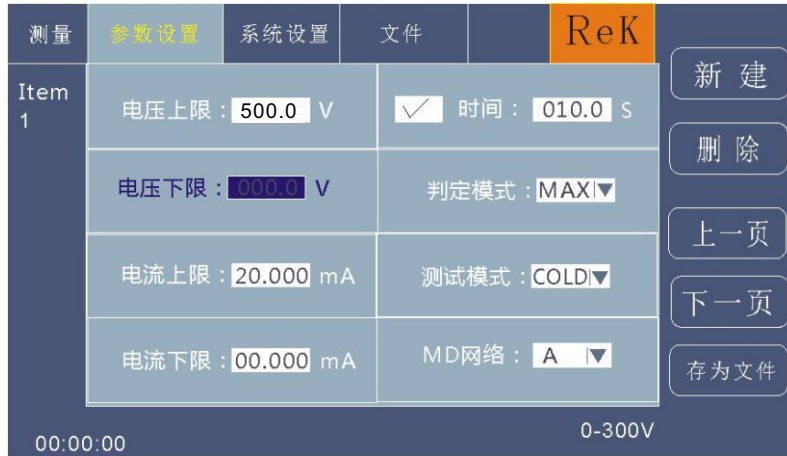 测量 参数设置 系统设置 文件 ReK
Item
1
电压上限：500.0 V
时间：010.0 S
电压下限：000.0 V
判定模式：MAX
电流上限：20.000 mA
测试模式：COLD
电流下限：00.000 mA
MD网络：A
新建
删除
上一页
下一页
存为文件
00:00:00
0-300V